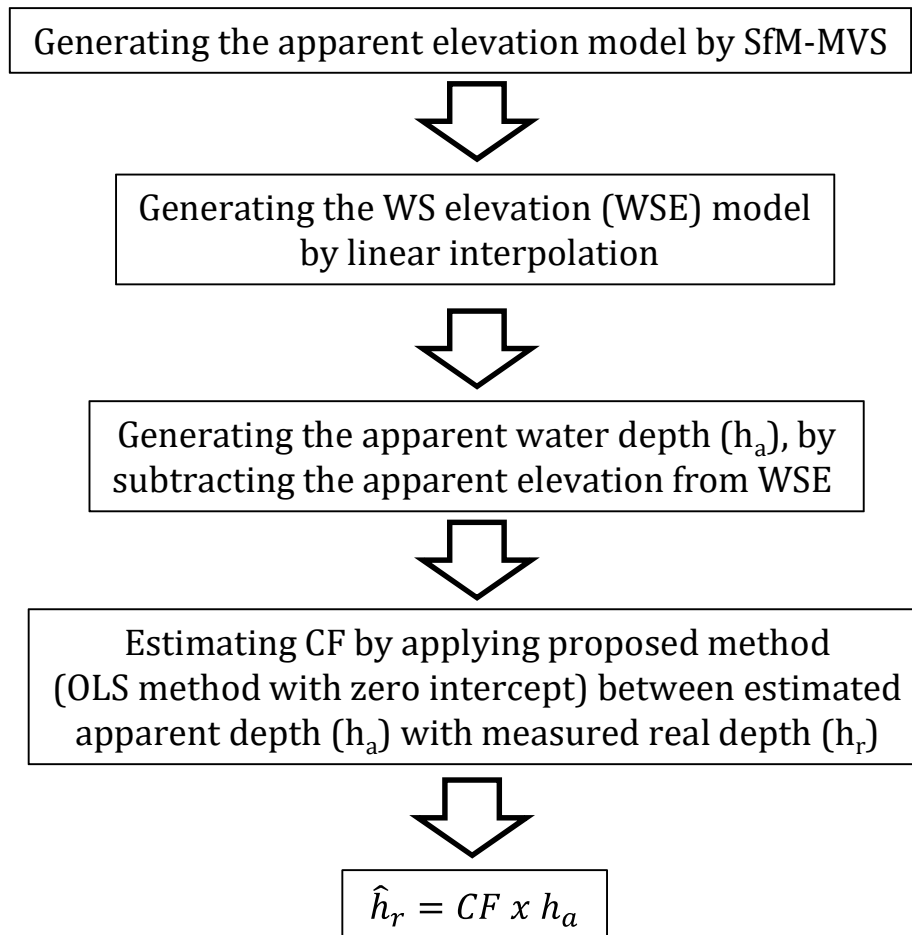 Generating the apparent elevation model by SfM-MVS
Generating the WS elevation (WSE) model
by linear interpolation
Generating the apparent water depth (hₐ), by
subtracting the apparent elevation from WSE
Estimating CF by applying proposed method
(OLS method with zero intercept) between estimated
apparent depth (hₐ) with measured real depth (hᵣ)
ĥᵣ = CF x hₐ